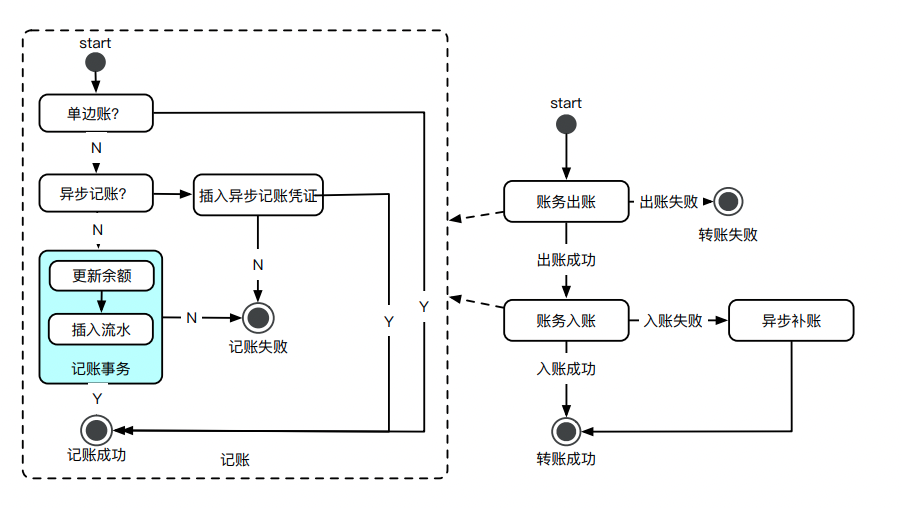 start
单边账?
N
异步记账?
插入异步记账凭证
N
更新余额
插入流水
记账事务
N
N
记账失败
Y
Y
Y
记账成功
记账
start
账务出账
出账失败
转账失败
出账成功
账务入账
入账失败
异步补账
入账成功
转账成功